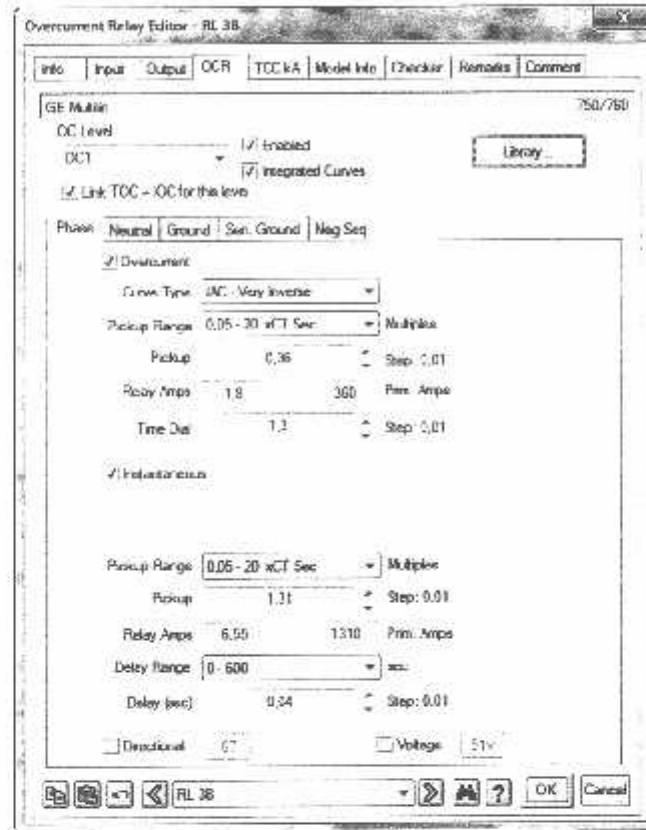 Overcurrent Relay Editor - RL 38
Info Input Output OCR TCC kA Model Info Checker Remarks Comment
GE Multilin 750/760
OC Level
OC1
Enabled
Integrated Curves
Library...
Link TOC - IOC for this level
Phase Neutral Ground Sen. Ground Neg Seq
Overcurrent
Curve Type IAC - Very Inverse
Pickup Range 0,05 - 20 xCT Sec Multiples
Pickup 0,36 Step: 0,01
Relay Amps 1,8 360 Prim. Amps
Time Dial Step: 0,01
Instantaneous
Pickup Range 0,05 - 20 xCT Sec Multiples
Pickup 1,31 Step: 0,01
Relay Amps 6,55 1310 Prim. Amps
Delay Range 0 - 600 sec
Delay (sec) 0,04 Step: 0,01
Directional 67 Voltage 51V
RL 38 ? OK Cancel